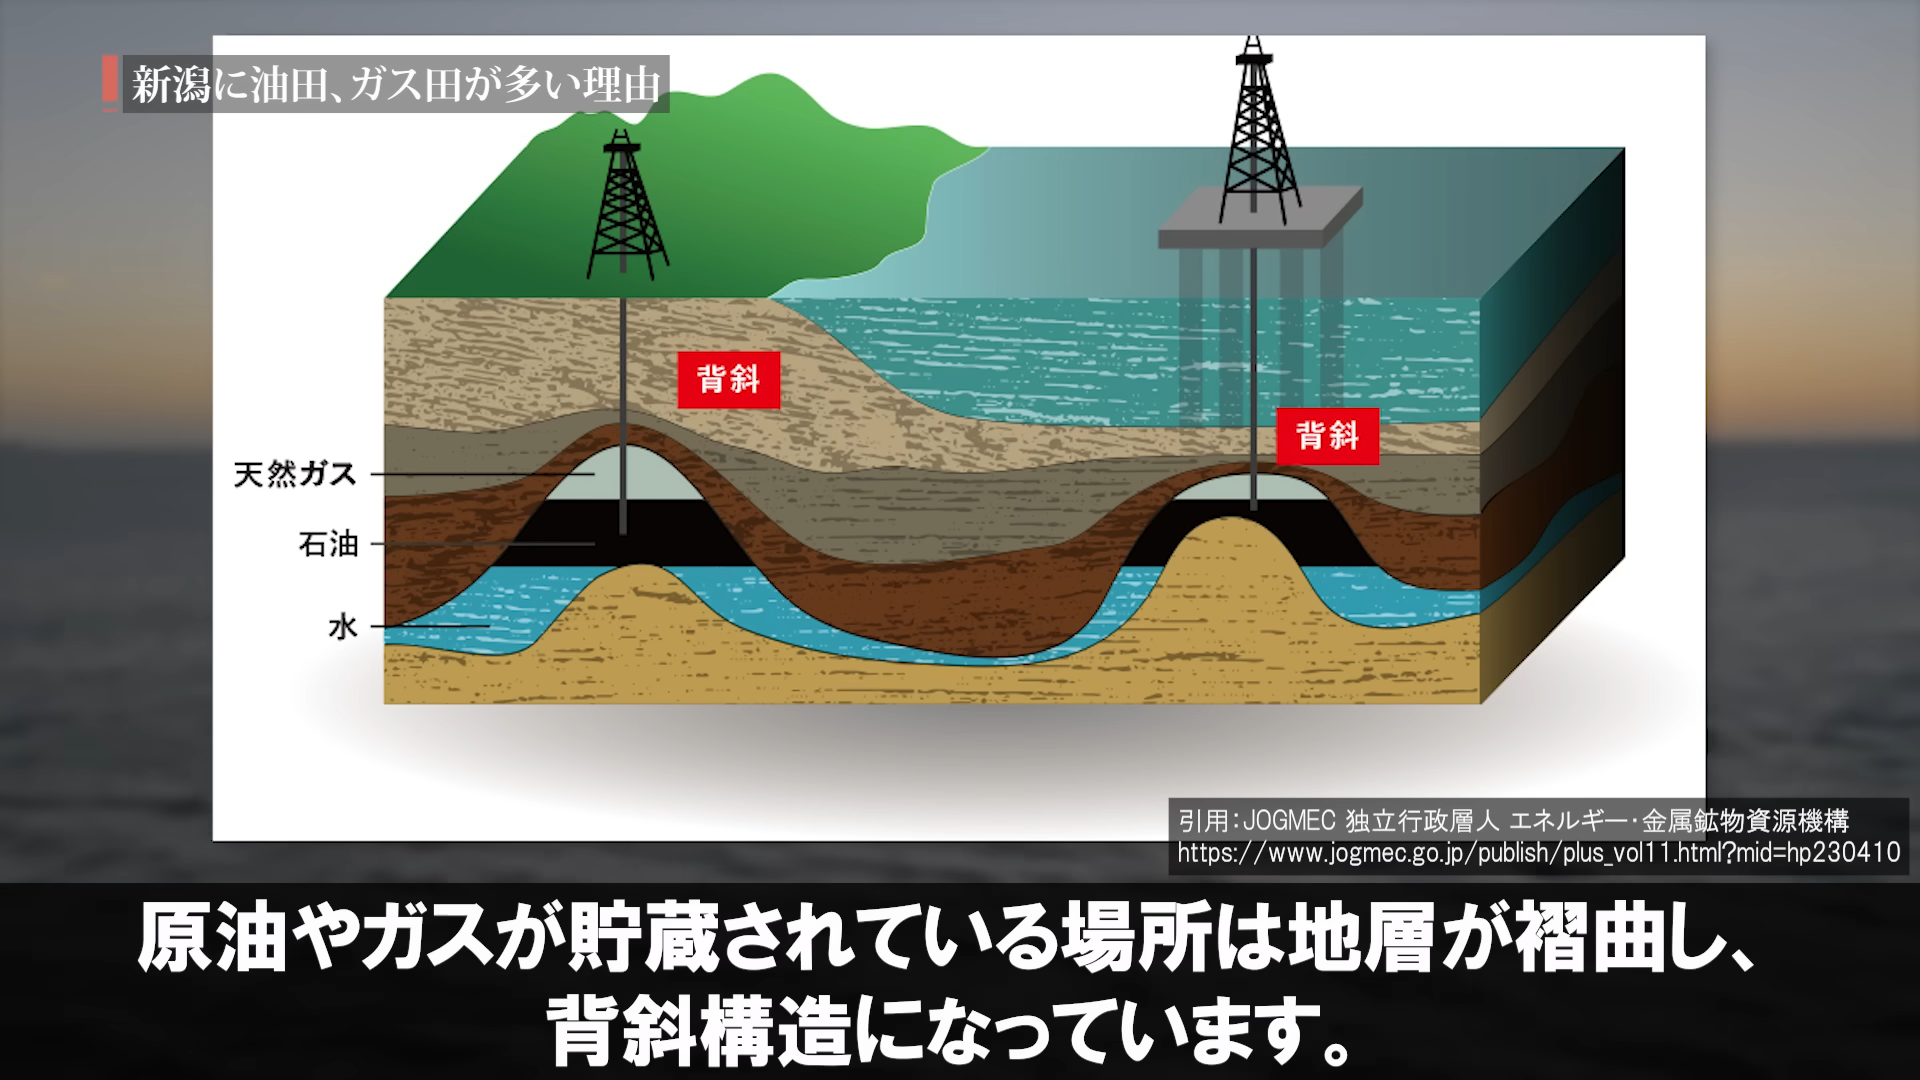 新潟に油田、ガス田が多い理由
背斜
背斜
天然ガス
石油
水
引用：JOGMEC 独立行政層人 エネルギー・金属鉱物資源機構
https://www.jogmec.go.jp/publish/plus_vol11.html?mid=hp230410
原油やガスが貯蔵されている場所は地層が褶曲し、
背斜構造になっています。